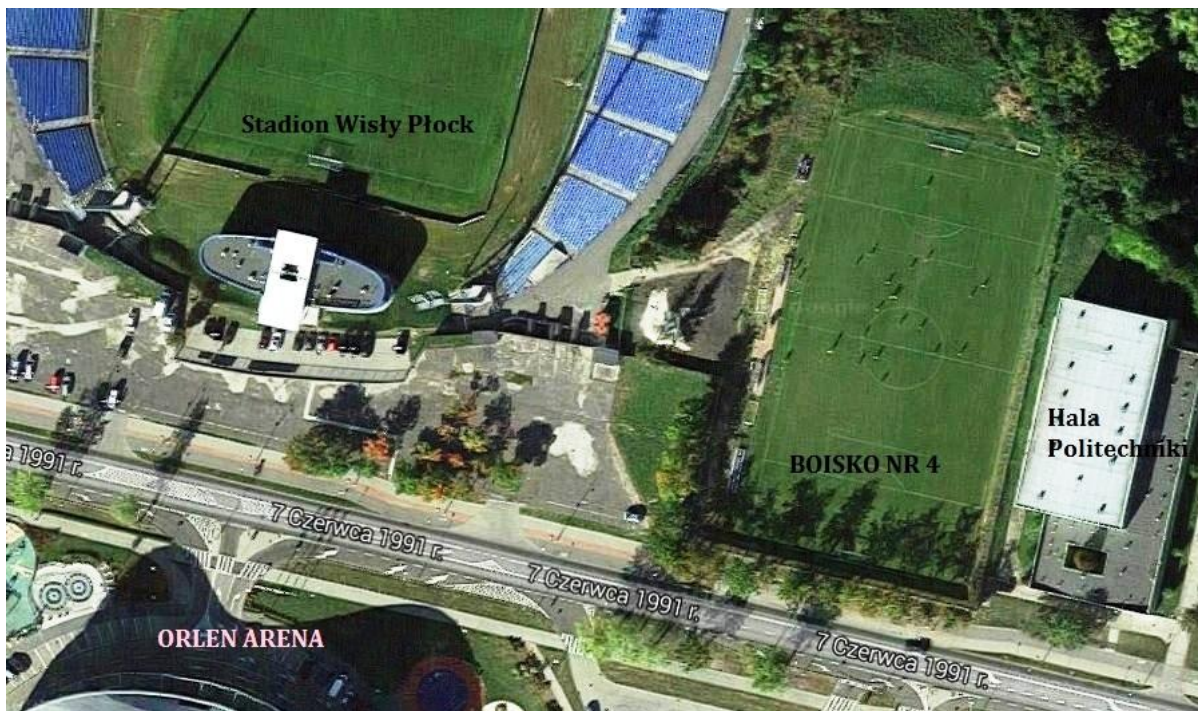 Stadion Wisły Płock
Hala
Politechniki
BOISKO NR 4
a 1991 r.
7 Czerwca 1991 r.
7 Czerwca 1991 r.
7 Czerwca 1991 r.
ORLEN ARENA